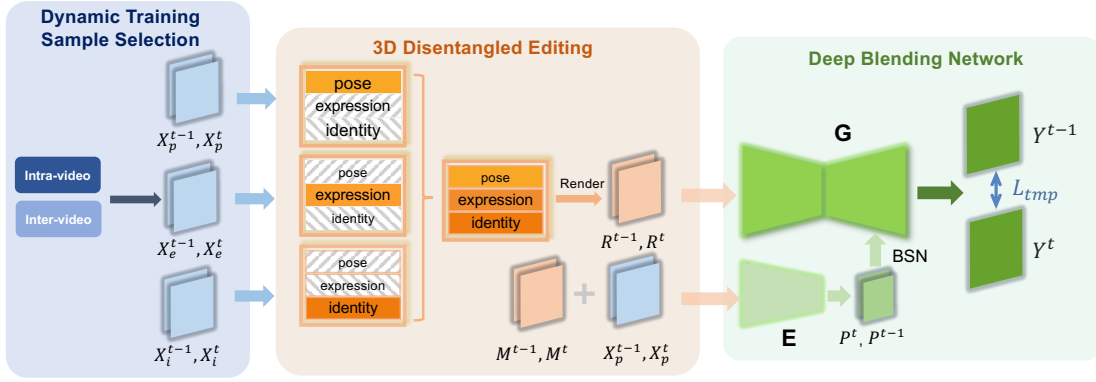 Dynamic Training
Sample Selection
Intra-video
Inter-video
X_p^{t-1}, X_p^t
X_e^{t-1}, X_e^t
X_i^{t-1}, X_i^t
3D Disentangled Editing
pose
expression
identity
pose
expression
identity
pose
expression
identity
pose
expression
identity
Render
R^{t-1}, R^t
M^{t-1}, M^t
+
X_p^{t-1}, X_p^t
Deep Blending Network
G
E
BSN
P^t, P^{t-1}
Y^{t-1}
L_{tmp}
Y^t